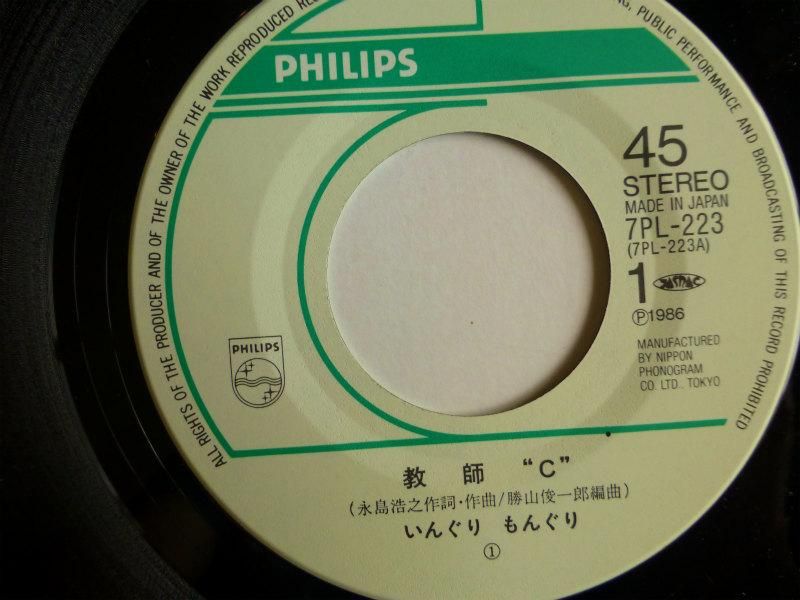 ALL RIGHTS OF THE PRODUCER AND OF THE OWNER OF THE WORK REPRODUCED
NG, PUBLIC PERFORMANCE AND BROADCASTING OF THIS RECORD PROHIBITED
PHILIPS
45
STEREO
MADE IN JAPAN
7PL-223
(7PL-223A)
1 JASRAC
Ⓟ1986
MANUFACTURED
BY NIPPON
PHONOGRAM
CO. LTD., TOKYO
PHILIPS
教 師 “C”
(永島浩之作詞・作曲/勝山俊一郎編曲)
いんぐり もんぐり
①